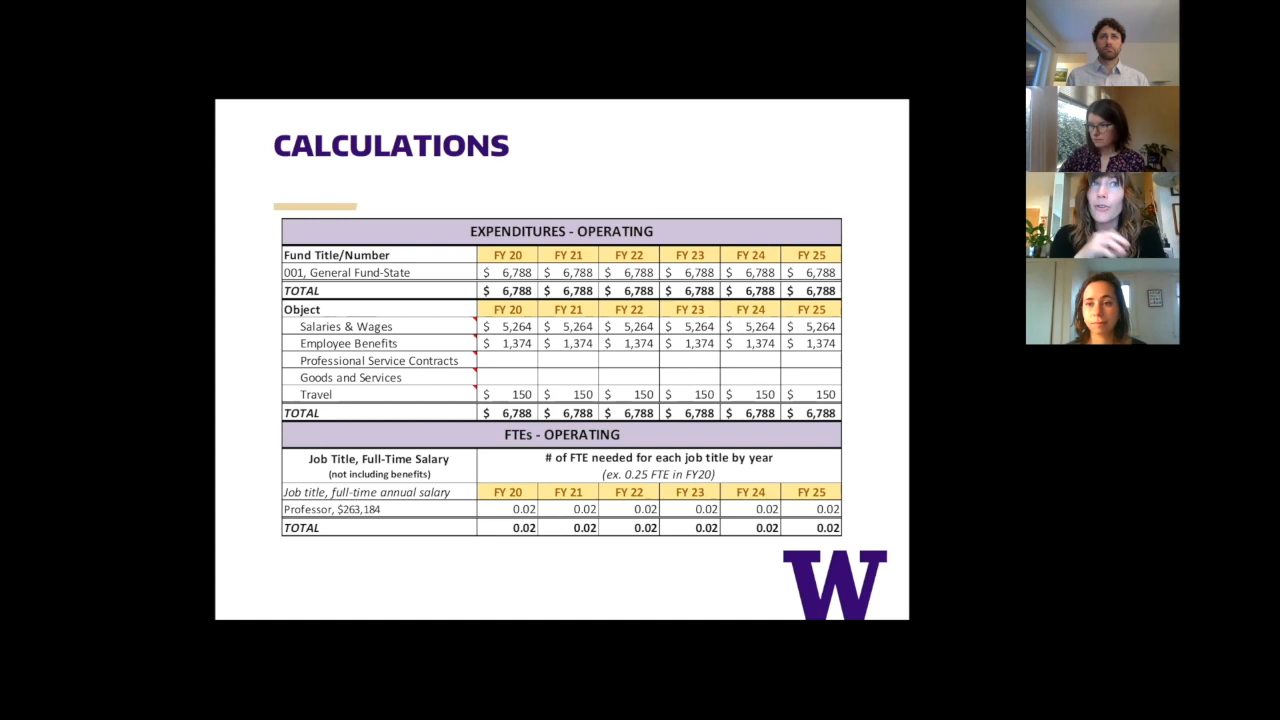 CALCULATIONS
EXPENDITURES - OPERATING
Fund Title/Number FY 20 FY 21 FY 22 FY 23 FY 24 FY 25
001, General Fund-State $ 6,788 $ 6,788 $ 6,788 $ 6,788 $ 6,788 $ 6,788
TOTAL $ 6,788 $ 6,788 $ 6,788 $ 6,788 $ 6,788 $ 6,788
Object FY 20 FY 21 FY 22 FY 23 FY 24 FY 25
Salaries & Wages $ 5,264 $ 5,264 $ 5,264 $ 5,264 $ 5,264 $ 5,264
Employee Benefits $ 1,374 $ 1,374 $ 1,374 $ 1,374 $ 1,374 $ 1,374
Professional Service Contracts
Goods and Services
Travel $ 150 $ 150 $ 150 $ 150 $ 150 $ 150
TOTAL $ 6,788 $ 6,788 $ 6,788 $ 6,788 $ 6,788 $ 6,788
FTEs - OPERATING
Job Title, Full-Time Salary # of FTE needed for each job title by year
(not including benefits) (ex. 0.25 FTE in FY20)
Job title, full-time annual salary FY 20 FY 21 FY 22 FY 23 FY 24 FY 25
Professor, $263,184 0.02 0.02 0.02 0.02 0.02 0.02
TOTAL 0.02 0.02 0.02 0.02 0.02 0.02
W